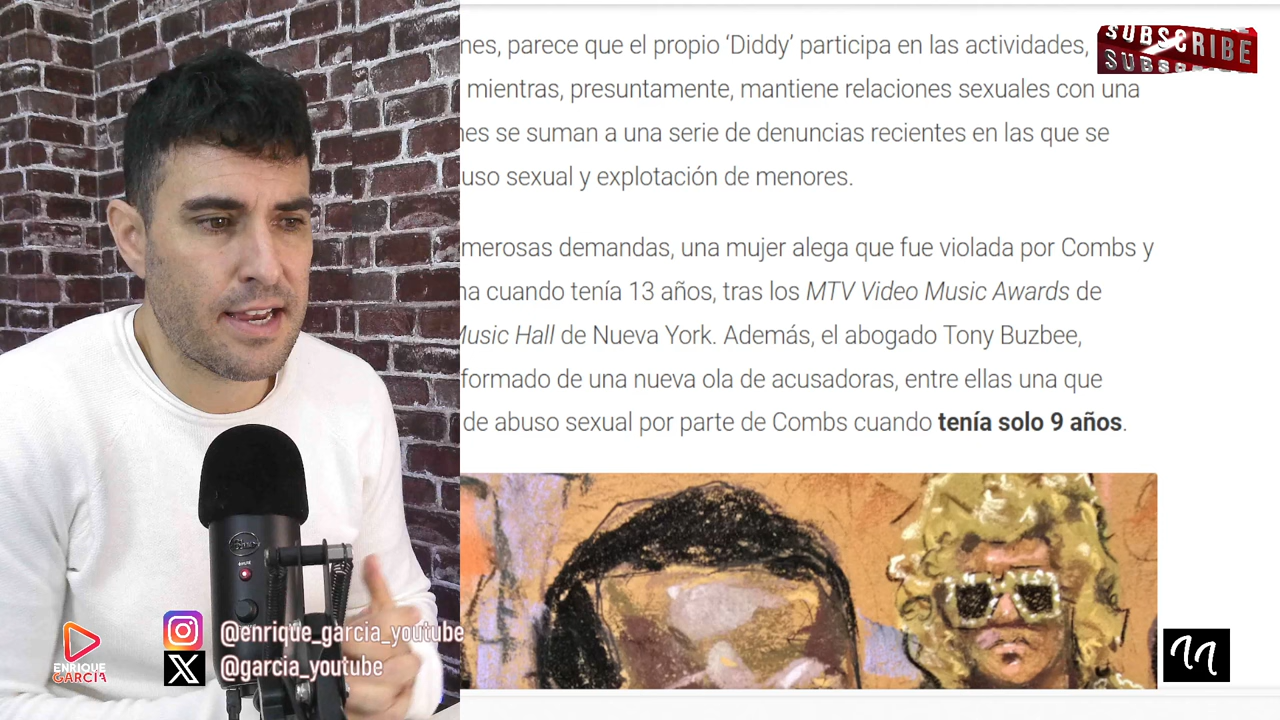 nes, parece que el propio ‘Diddy’ participa en las actividades,
mientras, presuntamente, mantiene relaciones sexuales con una
nes se suman a una serie de denuncias recientes en las que se
uso sexual y explotación de menores.
merosas demandas, una mujer alega que fue violada por Combs y
na cuando tenía 13 años, tras los MTV Video Music Awards de
Music Hall de Nueva York. Además, el abogado Tony Buzbee,
formado de una nueva ola de acusadoras, entre ellas una que
de abuso sexual por parte de Combs cuando tenía solo 9 años.
SUBSCRIBE
SUBSCRIBE
Blue
MUTE
@enrique_garcia_youtube
@garcia_youtube
ENRIQUE
GARCIA